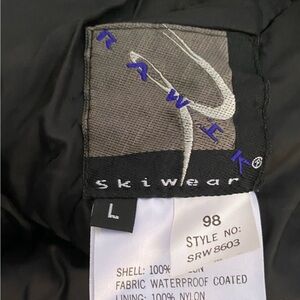 RAWIK®
Skiwear
L
98
STYLE NO:
SRW8603
SHELL: 100%
FABRIC WATERPROOF COATED
LINING: 100% NYLON